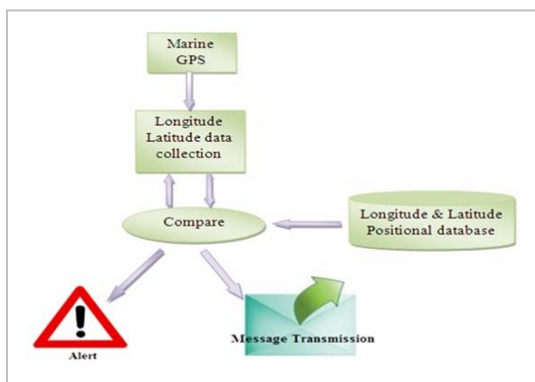 Marine
GPS
Longitude
Latitude data
collection
Compare
Longitude & Latitude
Positional database
Alert
Message Transmission